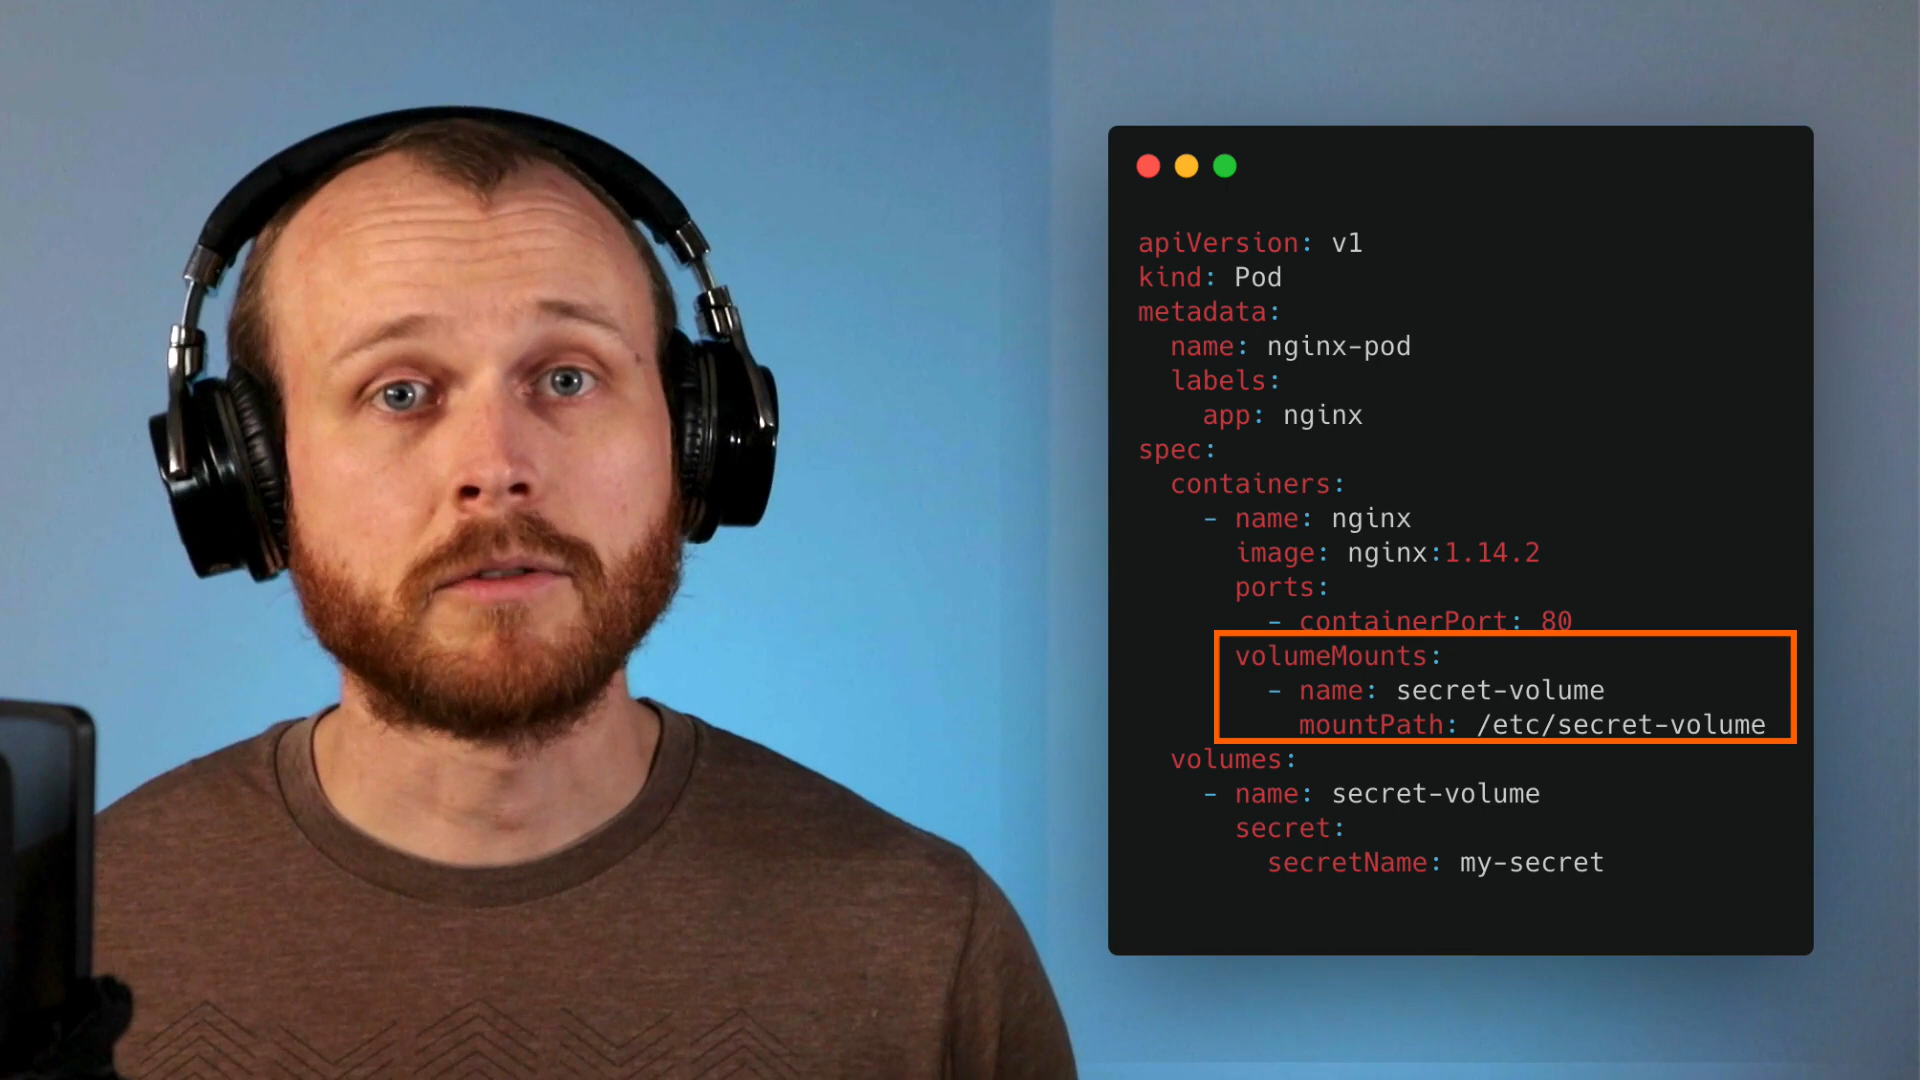 apiVersion: v1
kind: Pod
metadata:
  name: nginx-pod
  labels:
    app: nginx
spec:
  containers:
    - name: nginx
      image: nginx:1.14.2
      ports:
        - containerPort: 80
      volumeMounts:
        - name: secret-volume
          mountPath: /etc/secret-volume
  volumes:
    - name: secret-volume
      secret:
        secretName: my-secret